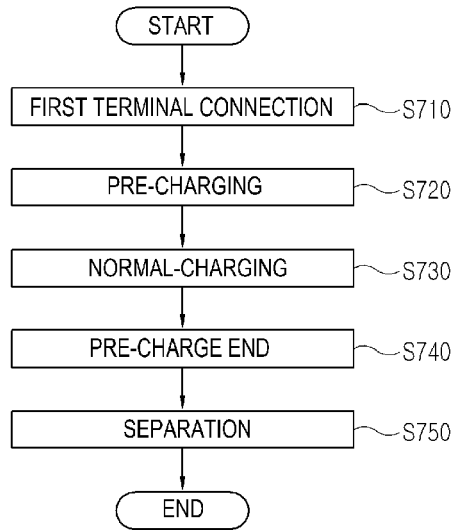 START
FIRST TERMINAL CONNECTION S710
PRE-CHARGING S720
NORMAL-CHARGING S730
PRE-CHARGE END S740
SEPARATION S750
END